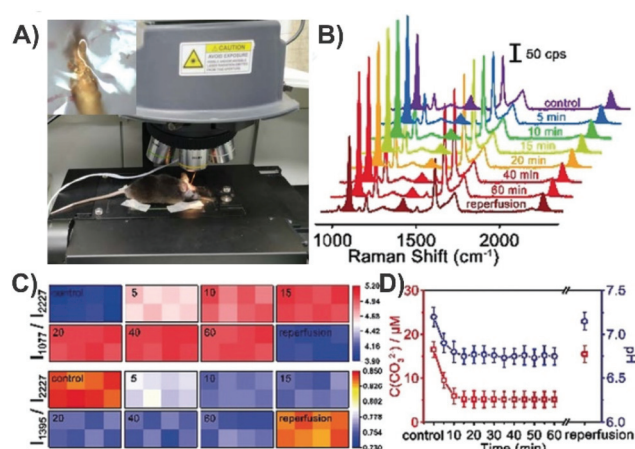 A)
CAUTION
AVOID EXPOSURE
B)
50 cps
control
5 min
10 min
15 min
20 min
40 min
60 min
reperfusion
1000 1500 2000
Raman Shift (cm⁻¹)
C)
I1077 / I2227
control 5 10 15
20 40 60 reperfusion
5.20
4.94
4.68
4.42
4.16
3.90
I1395 / I2227
control 5 10 15
20 40 60 reperfusion
0.850
0.826
0.802
0.778
0.754
0.730
D)
C(CO₃²⁻) / μM
30
20
10
0
7.5
7.0
6.5
6.0
pH
control 10 20 30 40 50 60 reperfusion
Time (min)